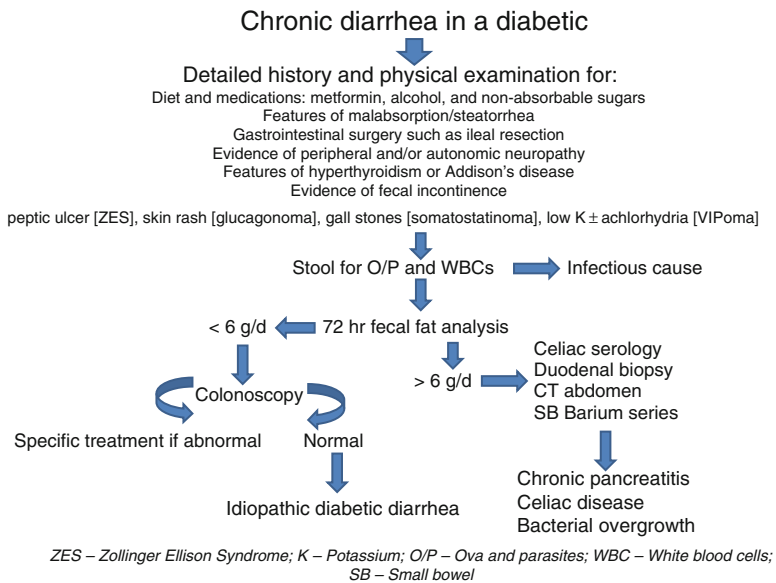 Chronic diarrhea in a diabetic
Detailed history and physical examination for:
Diet and medications: metformin, alcohol, and non-absorbable sugars
Features of malabsorption/steatorrhea
Gastrointestinal surgery such as ileal resection
Evidence of peripheral and/or autonomic neuropathy
Features of hyperthyroidism or Addison's disease
Evidence of fecal incontinence
peptic ulcer [ZES], skin rash [glucagonoma], gall stones [somatostatinoma], low K ± achlorhydria [VIPoma]
Stool for O/P and WBCs
Infectious cause
72 hr fecal fat analysis
< 6 g/d
Colonoscopy
Specific treatment if abnormal
Normal
Idiopathic diabetic diarrhea
> 6 g/d
Celiac serology
Duodenal biopsy
CT abdomen
SB Barium series
Chronic pancreatitis
Celiac disease
Bacterial overgrowth
ZES – Zollinger Ellison Syndrome; K – Potassium; O/P – Ova and parasites; WBC – White blood cells;
SB – Small bowel